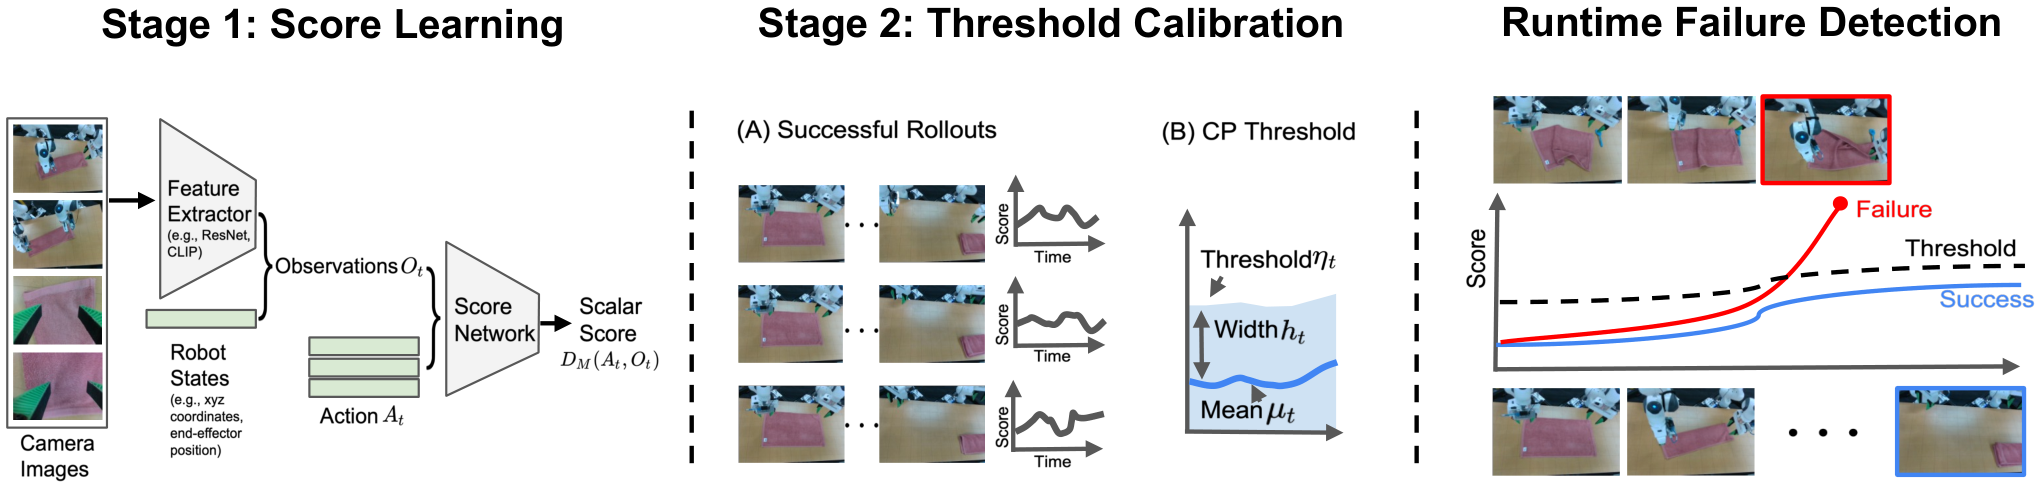 Stage 1: Score Learning
Camera
Images
Feature
Extractor
(e.g., ResNet,
CLIP)
Robot
States
(e.g., xyz
coordinates,
end-effector
position)
Observations O_t
Action A_t
Score
Network
Scalar
Score
D_M(A_t, O_t)
Stage 2: Threshold Calibration
(A) Successful Rollouts
Score
Time
Score
Time
Score
Time
(B) CP Threshold
Threshold η_t
Width h_t
Mean μ_t
Runtime Failure Detection
Score
Failure
Threshold
Success